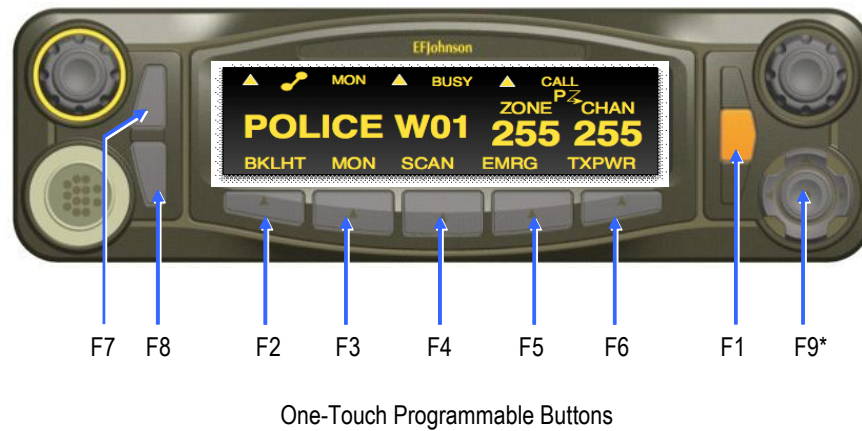 EFJohnson
MON BUSY CALL
P
ZONE CHAN
POLICE W01 255 255
BKLHT MON SCAN EMRG TXPWR
F7 F8 F2 F3 F4 F5 F6 F1 F9*
One-Touch Programmable Buttons